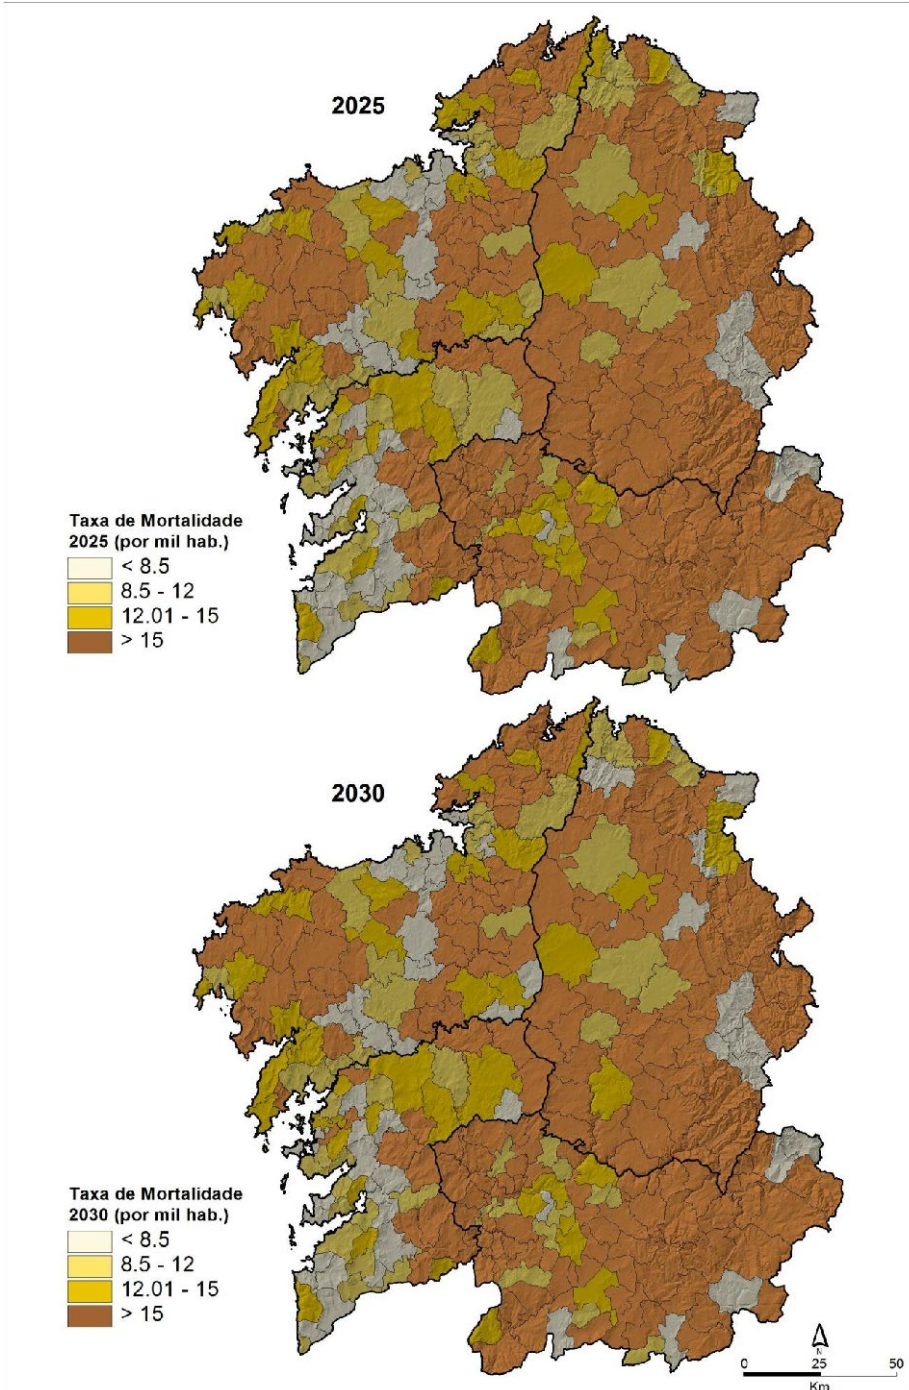 2025
Taxa de Mortalidade
2025 (por mil hab.)
< 8.5
8.5 - 12
12.01 - 15
> 15
2030
Taxa de Mortalidade
2030 (por mil hab.)
< 8.5
8.5 - 12
12.01 - 15
> 15
N
0 25 50
Km